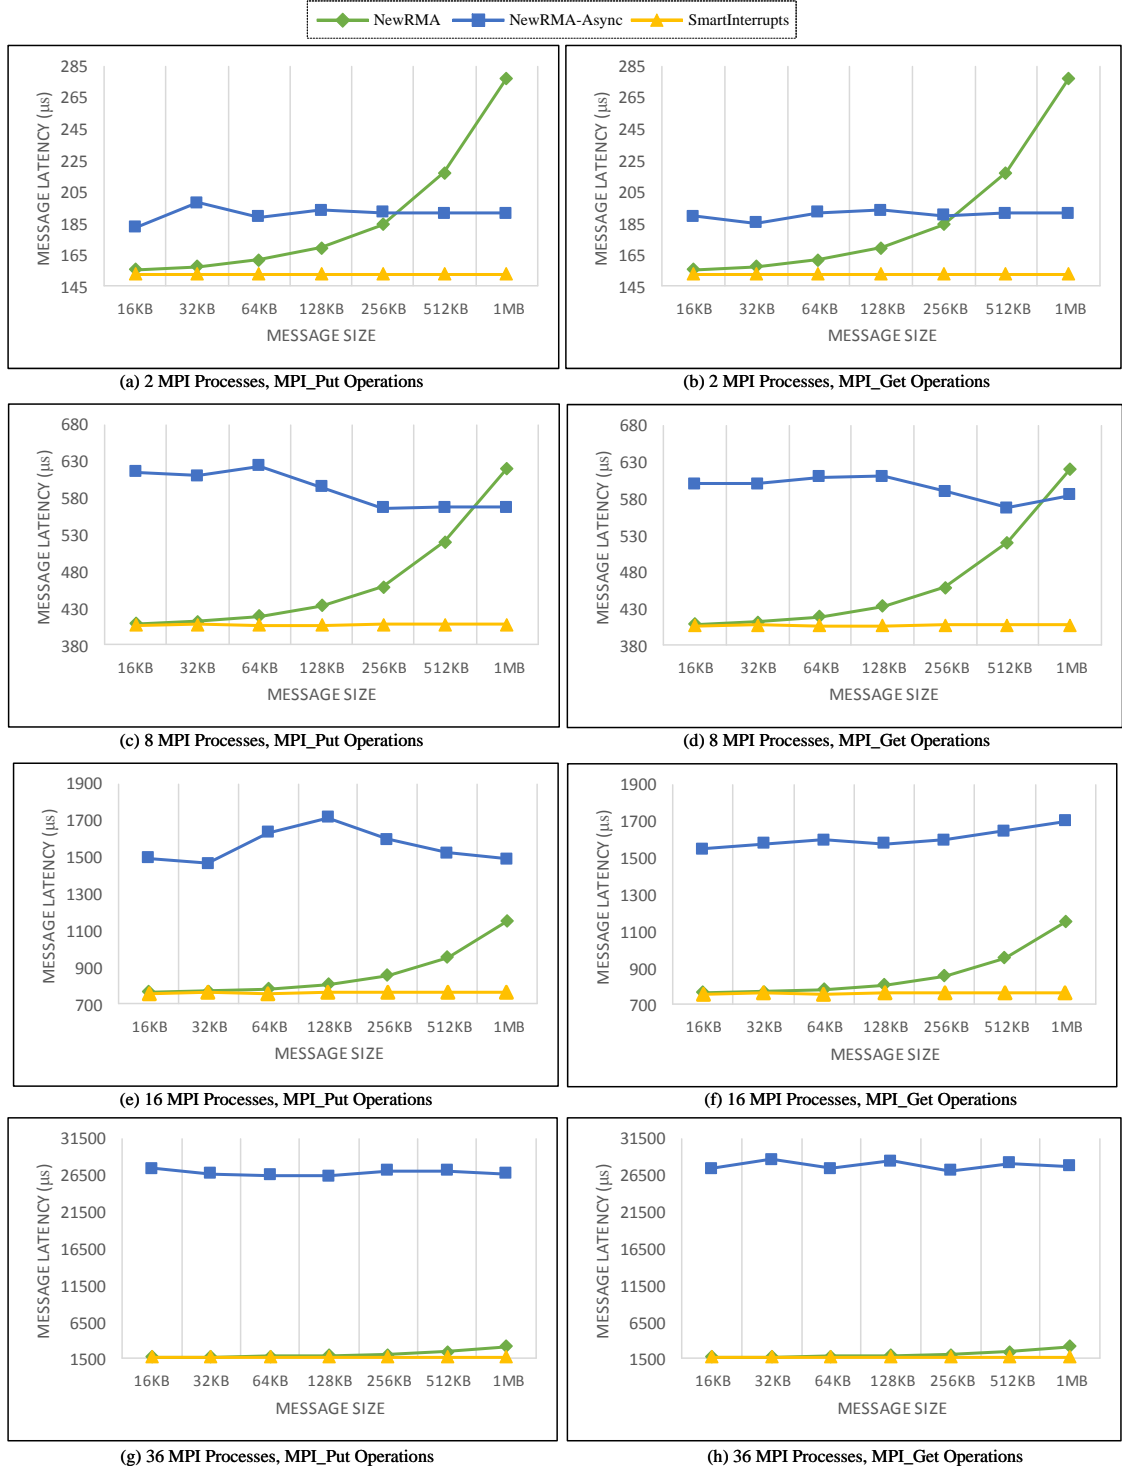 NewRMA NewRMA-Async SmartInterrupts
285
265
245
225
205
185
165
145
MESSAGE LATENCY (µs)
16KB 32KB 64KB 128KB 256KB 512KB 1MB
MESSAGE SIZE
(a) 2 MPI Processes, MPI_Put Operations
285
265
245
225
205
185
165
145
MESSAGE LATENCY (µs)
16KB 32KB 64KB 128KB 256KB 512KB 1MB
MESSAGE SIZE
(b) 2 MPI Processes, MPI_Get Operations
680
630
580
530
480
430
380
MESSAGE LATENCY (µs)
16KB 32KB 64KB 128KB 256KB 512KB 1MB
MESSAGE SIZE
(c) 8 MPI Processes, MPI_Put Operations
680
630
580
530
480
430
380
MESSAGE LATENCY (µs)
16KB 32KB 64KB 128KB 256KB 512KB 1MB
MESSAGE SIZE
(d) 8 MPI Processes, MPI_Get Operations
1900
1700
1500
1300
1100
900
700
MESSAGE LATENCY (µs)
16KB 32KB 64KB 128KB 256KB 512KB 1MB
MESSAGE SIZE
(e) 16 MPI Processes, MPI_Put Operations
1900
1700
1500
1300
1100
900
700
MESSAGE LATENCY (µs)
16KB 32KB 64KB 128KB 256KB 512KB 1MB
MESSAGE SIZE
(f) 16 MPI Processes, MPI_Get Operations
31500
26500
21500
16500
11500
6500
1500
MESSAGE LATENCY (µs)
16KB 32KB 64KB 128KB 256KB 512KB 1MB
MESSAGE SIZE
(g) 36 MPI Processes, MPI_Put Operations
31500
26500
21500
16500
11500
6500
1500
MESSAGE LATENCY (µs)
16KB 32KB 64KB 128KB 256KB 512KB 1MB
MESSAGE SIZE
(h) 36 MPI Processes, MPI_Get Operations